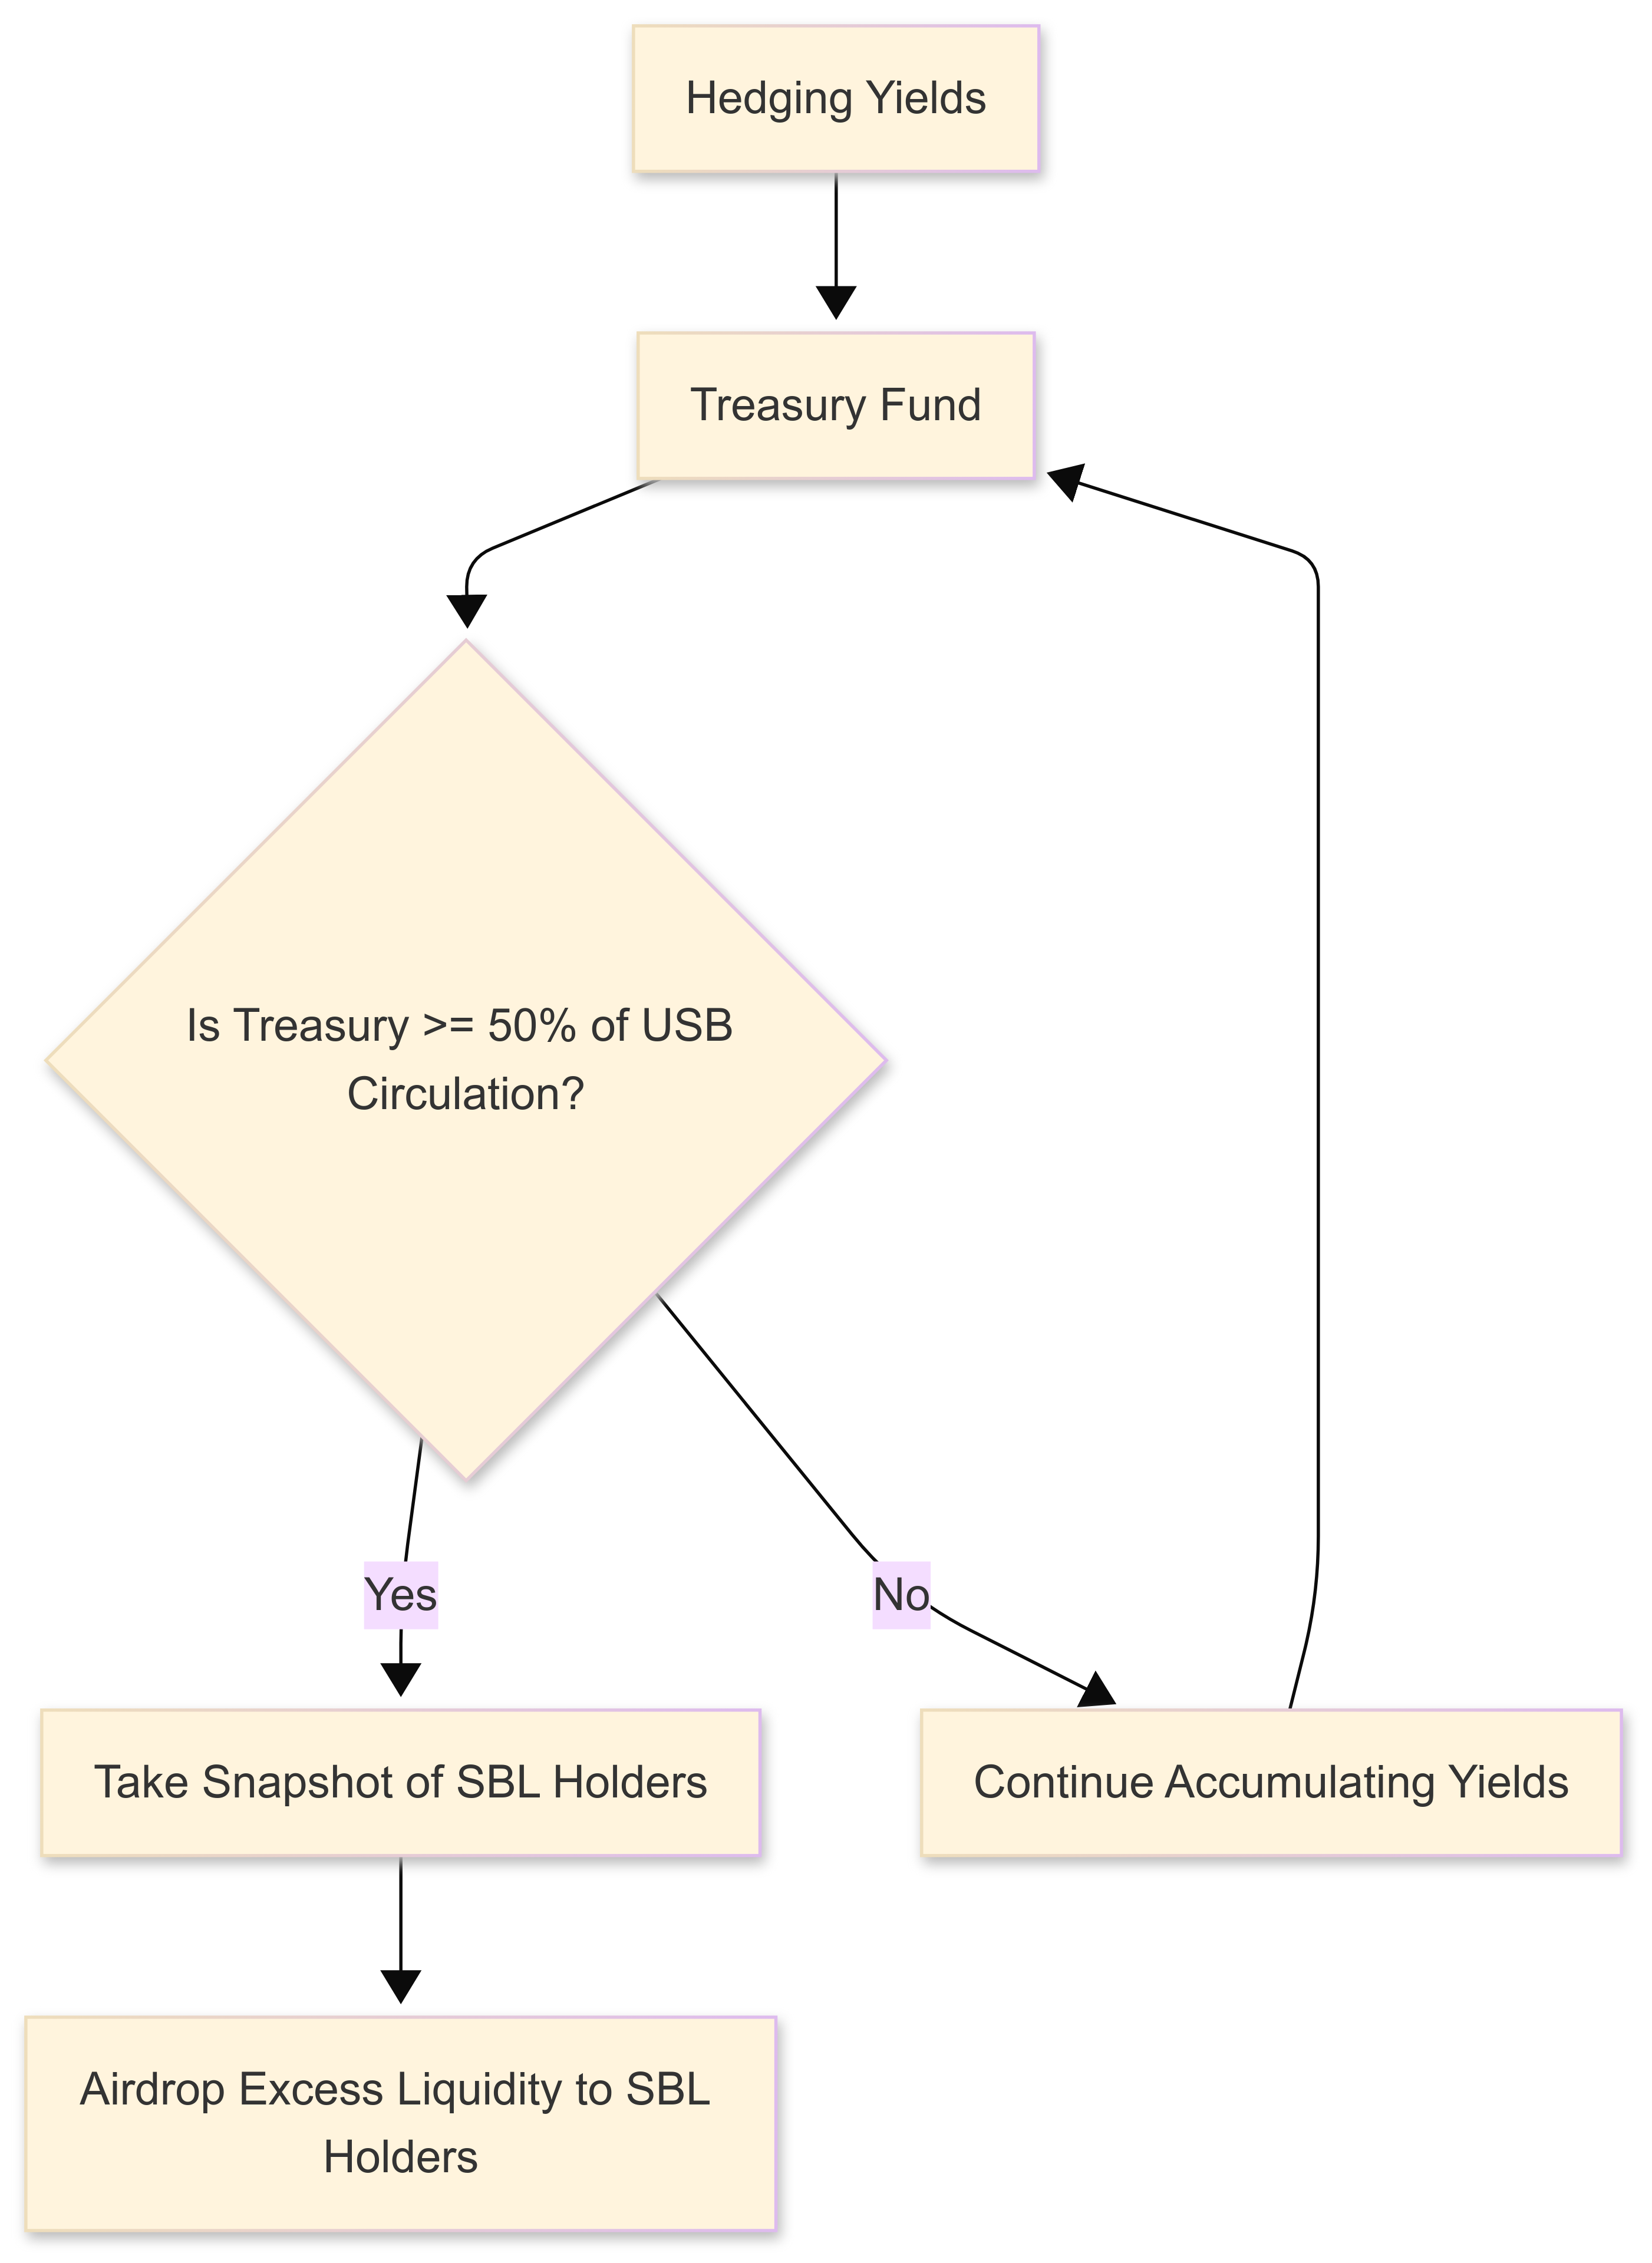 Hedging Yields
Treasury Fund
Is Treasury >= 50% of USB
Circulation?
Yes
No
Take Snapshot of SBL Holders
Continue Accumulating Yields
Airdrop Excess Liquidity to SBL
Holders